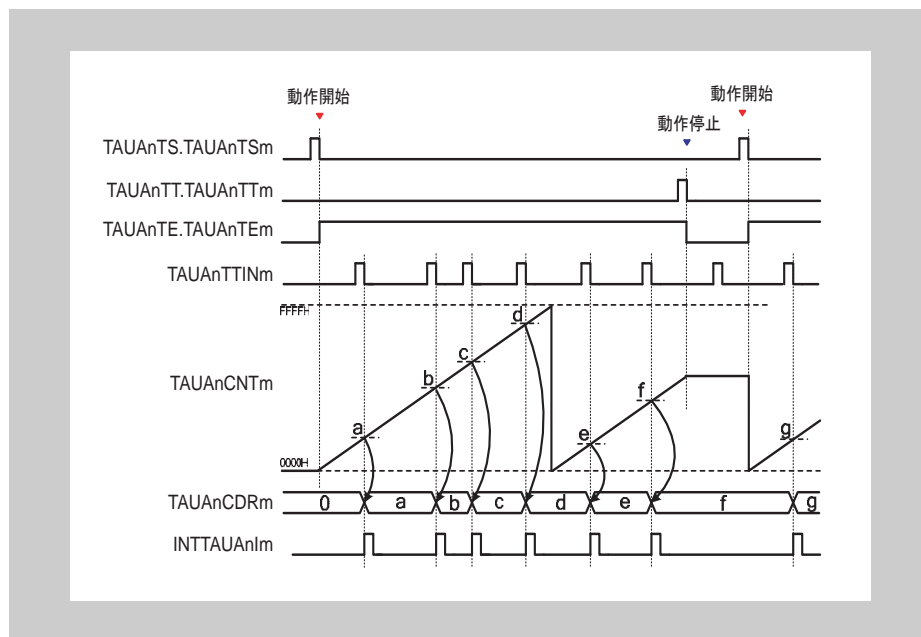 動作開始
動作開始
動作停止
TAUAnTS.TAUAnTSm
TAUAnTT.TAUAnTTm
TAUAnTE.TAUAnTEm
TAUAnTTINm
FFFFH
d
c
b
f
TAUAnCNTm
a
e
g
0000H
TAUAnCDRm 0 a b c d e f g
INTTAUAnIm